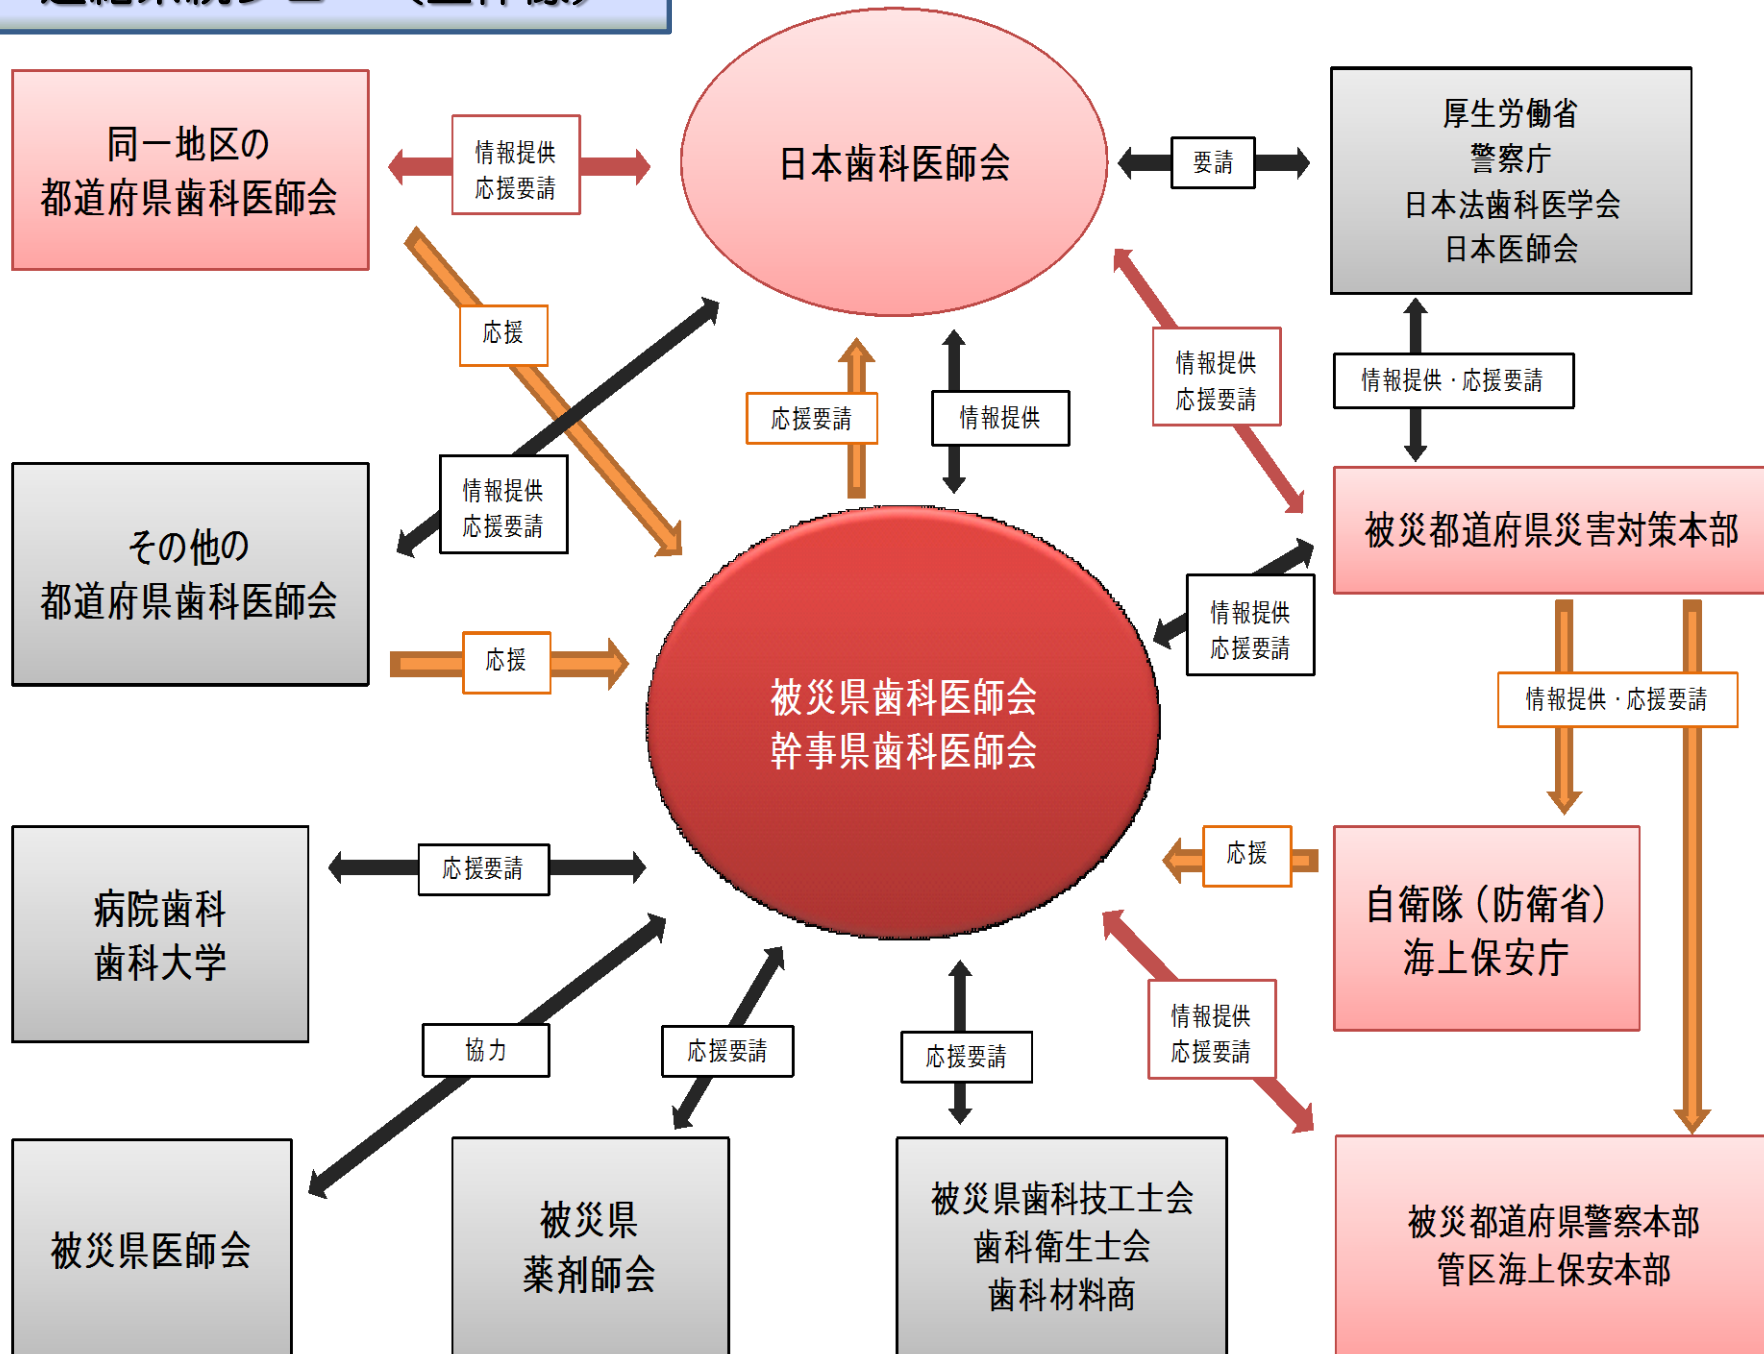 同一地区の
都道府県歯科医師会
情報提供
応援要請
日本歯科医師会
要請
厚生労働省
警察庁
日本法歯科医学会
日本医師会
応援
応援要請
情報提供
情報提供
応援要請
情報提供・応援要請
その他の
都道府県歯科医師会
情報提供
応援要請
被災都道府県災害対策本部
情報提供
応援要請
応援
被災県歯科医師会
幹事県歯科医師会
情報提供・応援要請
病院歯科
歯科大学
応援要請
応援
自衛隊（防衛省）
海上保安庁
協力
応援要請
応援要請
情報提供
応援要請
被災県医師会
被災県
薬剤師会
被災県歯科技工士会
歯科衛生士会
歯科材料商
被災都道府県警察本部
管区海上保安本部